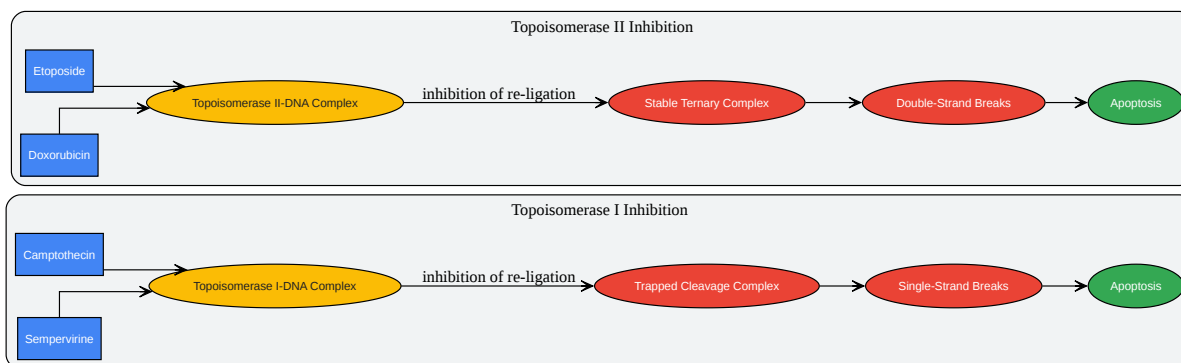 Topoisomerase II Inhibition
Etoposide
Doxorubicin
Topoisomerase II-DNA Complex
inhibition of re-ligation
Stable Ternary Complex
Double-Strand Breaks
Apoptosis
Topoisomerase I Inhibition
Camptothecin
Sempervirine
Topoisomerase I-DNA Complex
inhibition of re-ligation
Trapped Cleavage Complex
Single-Strand Breaks
Apoptosis